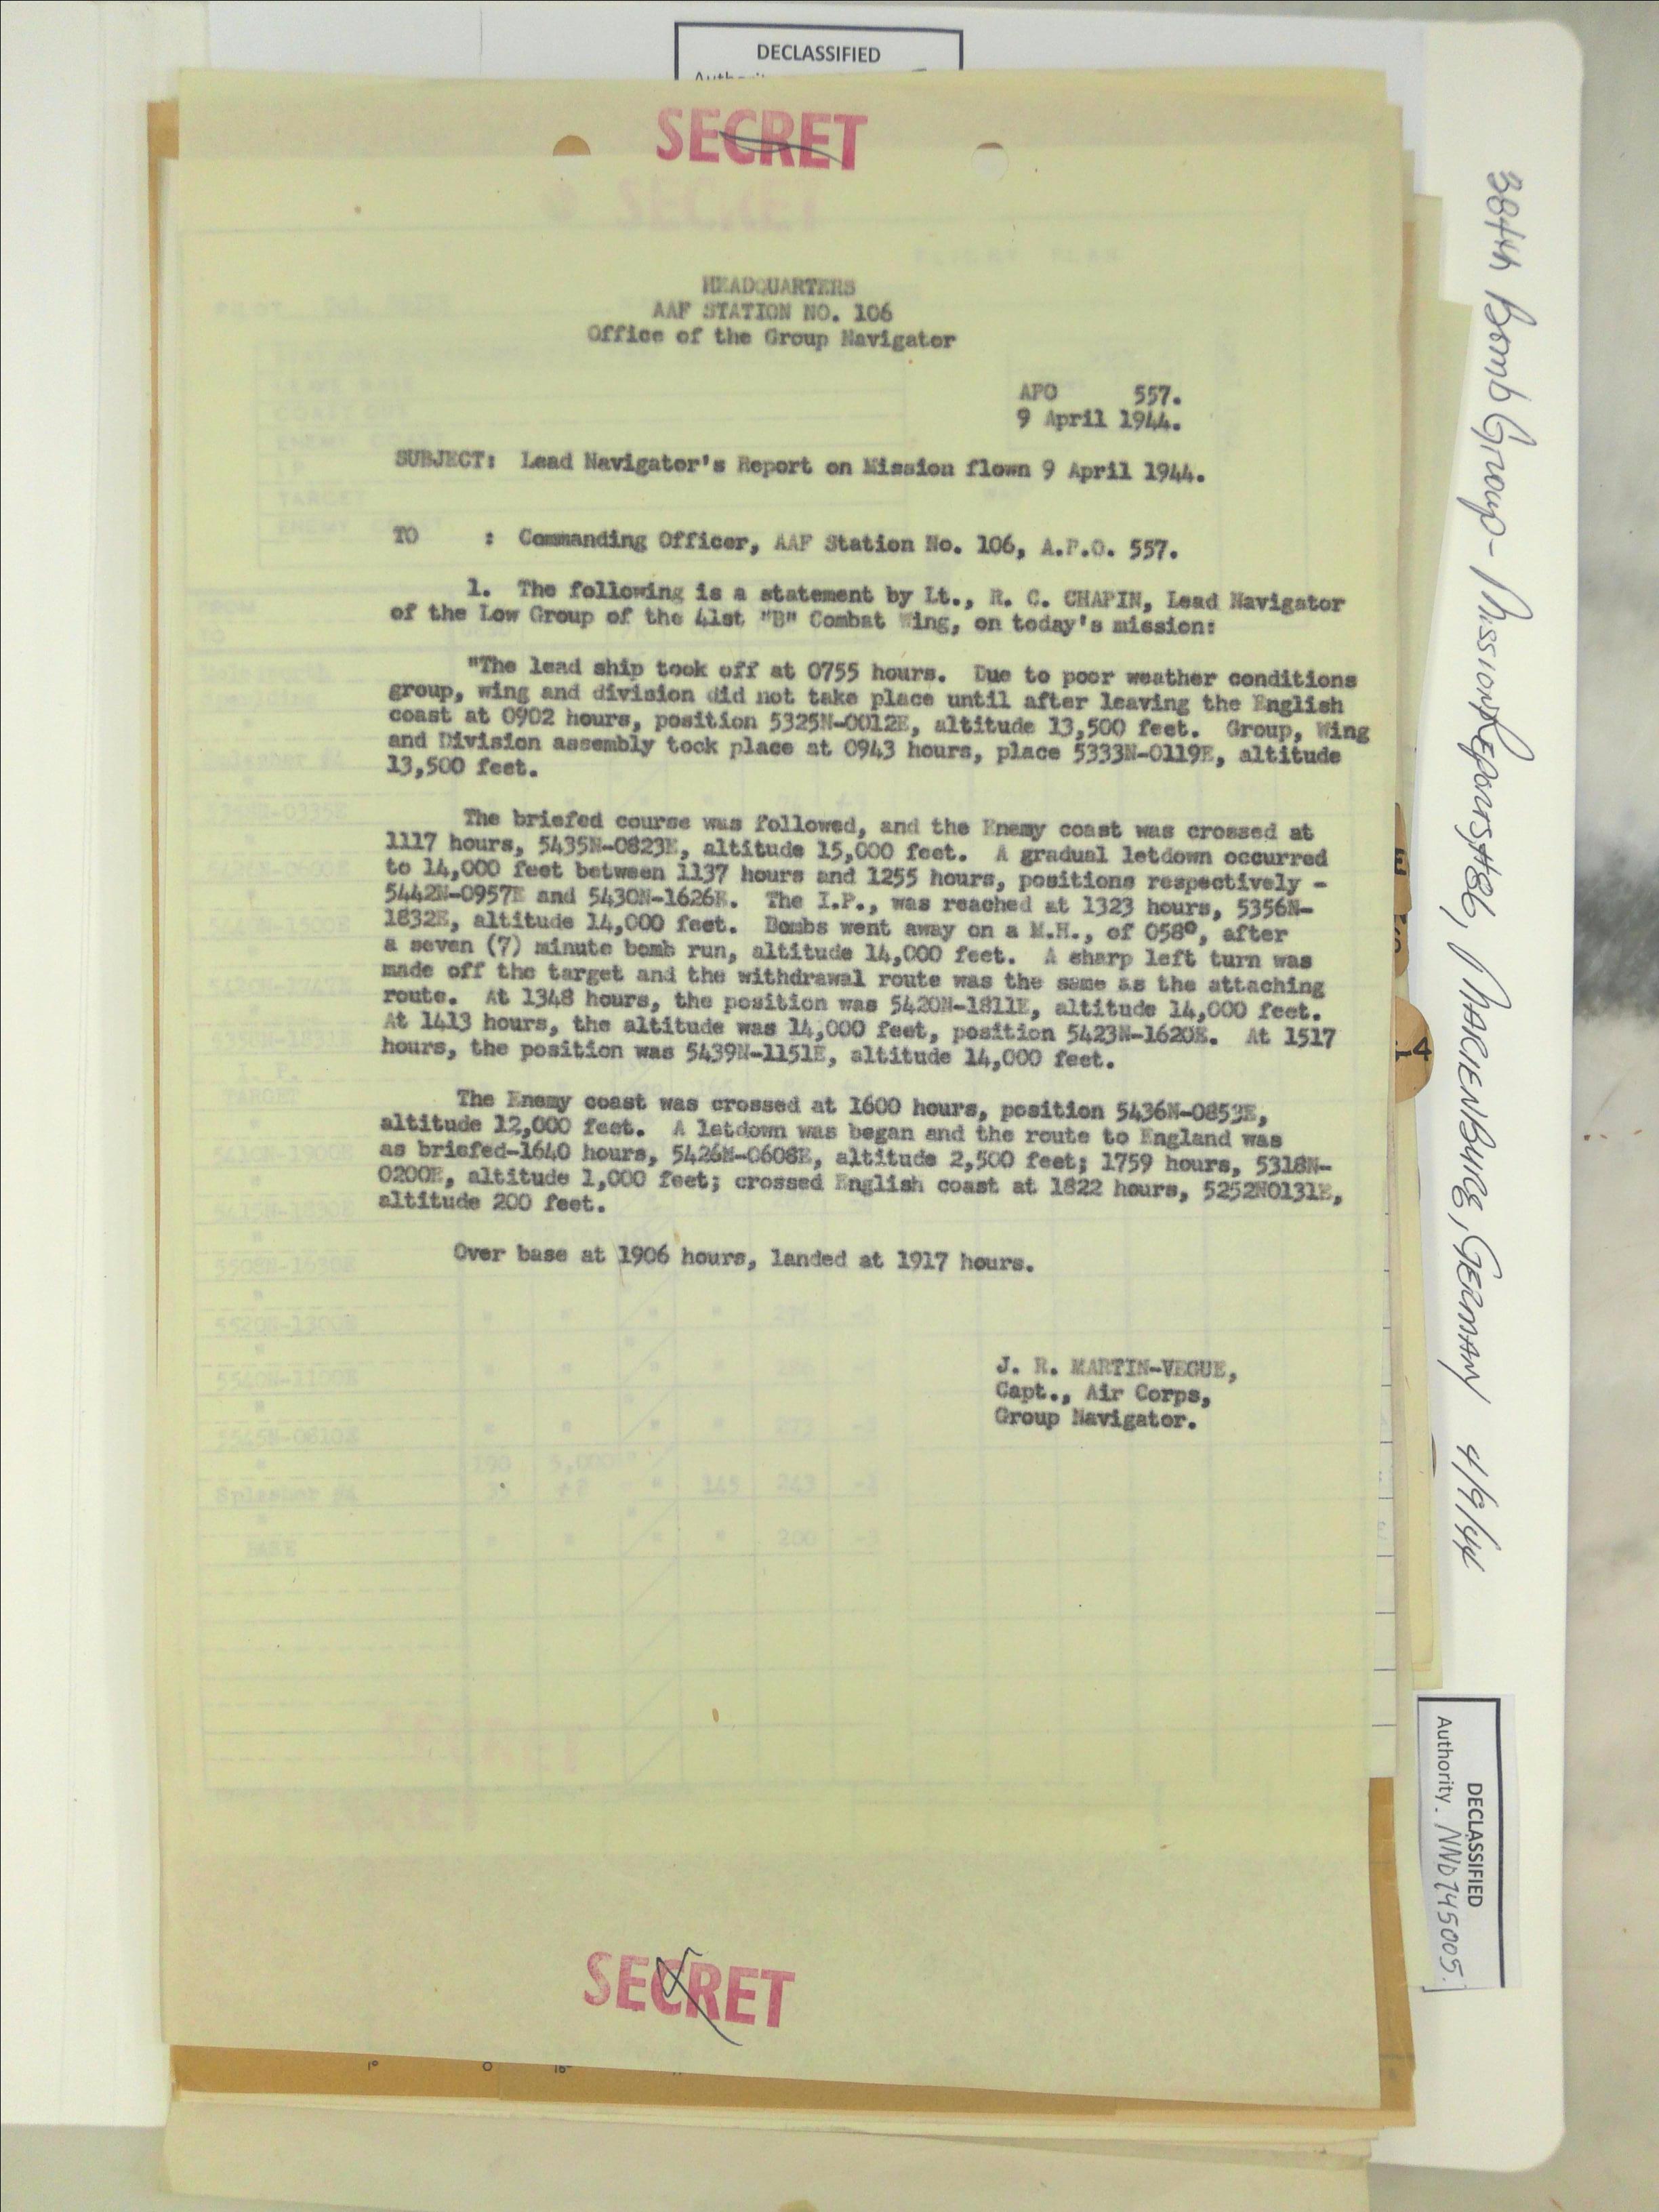 DECLASSIFIED
SECRET
HEADQUARTERS
AAF STATION NO. 106
Office of the Group Navigator
APO 557.
9 April 1944.
SUBJECT: Lead Navigator's Report on Mission flown 9 April 1944.
TO : Commanding Officer, AAF Station No. 106, A.P.O. 557.
1. The following is a statement by Lt., R. C. CHAPIN, Lead Navigator
of the Low Group of the 41st "B" Combat Wing, on today's mission:
"The lead ship took off at 0755 hours. Due to poor weather conditions
group, wing and division did not take place until after leaving the English
coast at 0902 hours, position 5325N-0012E, altitude 13,500 feet. Group, Wing
and Division assembly took place at 0943 hours, place 5333N-0119E, altitude
13,500 feet.
The briefed course was followed, and the Enemy coast was crossed at
1117 hours, 5435N-0823E, altitude 15,000 feet. A gradual letdown occurred
to 14,000 feet between 1137 hours and 1255 hours, positions respectively -
5442N-0957E and 5430N-1626E. The I.P., was reached at 1323 hours, 5356N-
1832E, altitude 14,000 feet. Bombs went away on a M.H., of 058°, after
a seven (7) minute bomb run, altitude 14,000 feet. A sharp left turn was
made off the target and the withdrawal route was the same as the attaching
route. At 1348 hours, the position was 5420N-1811E, altitude 14,000 feet.
At 1413 hours, the altitude was 14,000 feet, position 5423N-1620E. At 1517
hours, the position was 5439N-1151E, altitude 14,000 feet.
The Enemy coast was crossed at 1600 hours, position 5436N-0853E,
altitude 12,000 feet. A letdown was began and the route to England was
as briefed-1640 hours, 5426N-0608E, altitude 2,500 feet; 1759 hours, 5318N-
0200E, altitude 1,000 feet; crossed English coast at 1822 hours, 5252N0131E,
altitude 200 feet.
Over base at 1906 hours, landed at 1917 hours.
J. R. MARTIN-VEGUE,
Capt., Air Corps,
Group Navigator.
SECRET
384th Bomb Group - Mission Reports #86, MARIENBURG, GERMANY 4/9/44
DECLASSIFIED
Authority. NND745005